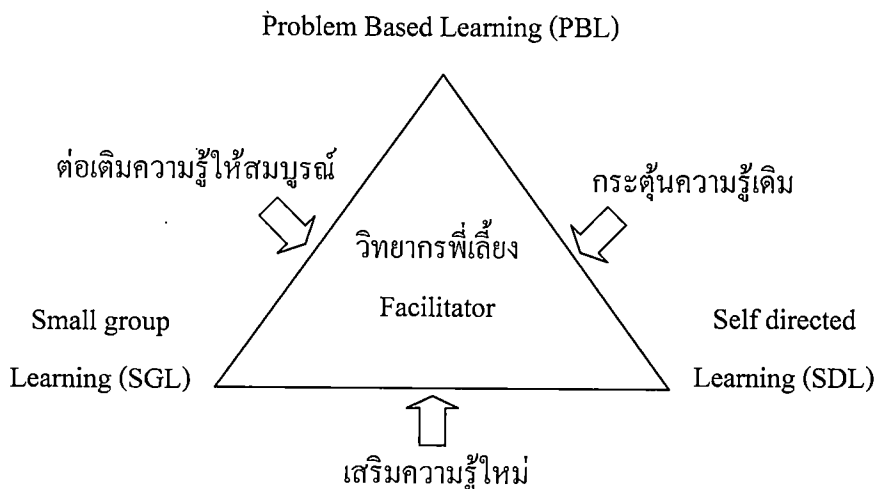 Problem Based Learning (PBL)
ต่อเติมความรู้ให้สมบูรณ์
กระตุ้นความรู้เดิม
วิทยากรพี่เลี้ยง
Facilitator
Small group
Learning (SGL)
Self directed
Learning (SDL)
เสริมความรู้ใหม่